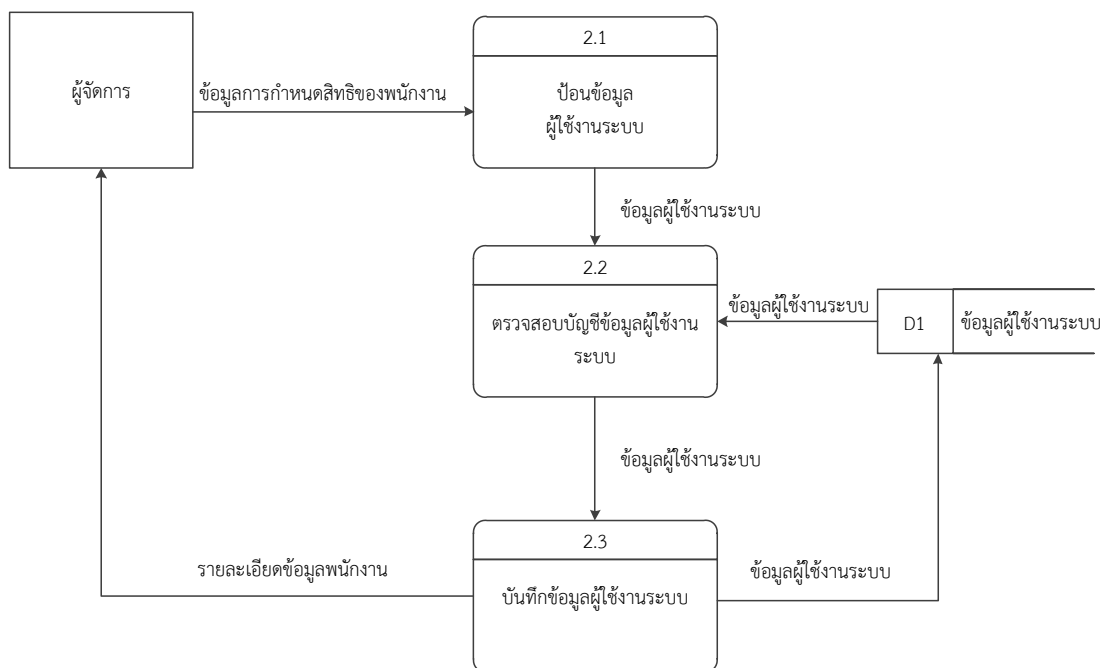 2.1
ผู้จัดการ
ข้อมูลการกำหนดสิทธิของพนักงาน
ป้อนข้อมูล
ผู้ใช้งานระบบ
ข้อมูลผู้ใช้งานระบบ
2.2
ตรวจสอบบัญชีข้อมูลผู้ใช้งาน
ระบบ
ข้อมูลผู้ใช้งานระบบ
D1
ข้อมูลผู้ใช้งานระบบ
ข้อมูลผู้ใช้งานระบบ
2.3
รายละเอียดข้อมูลพนักงาน
บันทึกข้อมูลผู้ใช้งานระบบ
ข้อมูลผู้ใช้งานระบบ